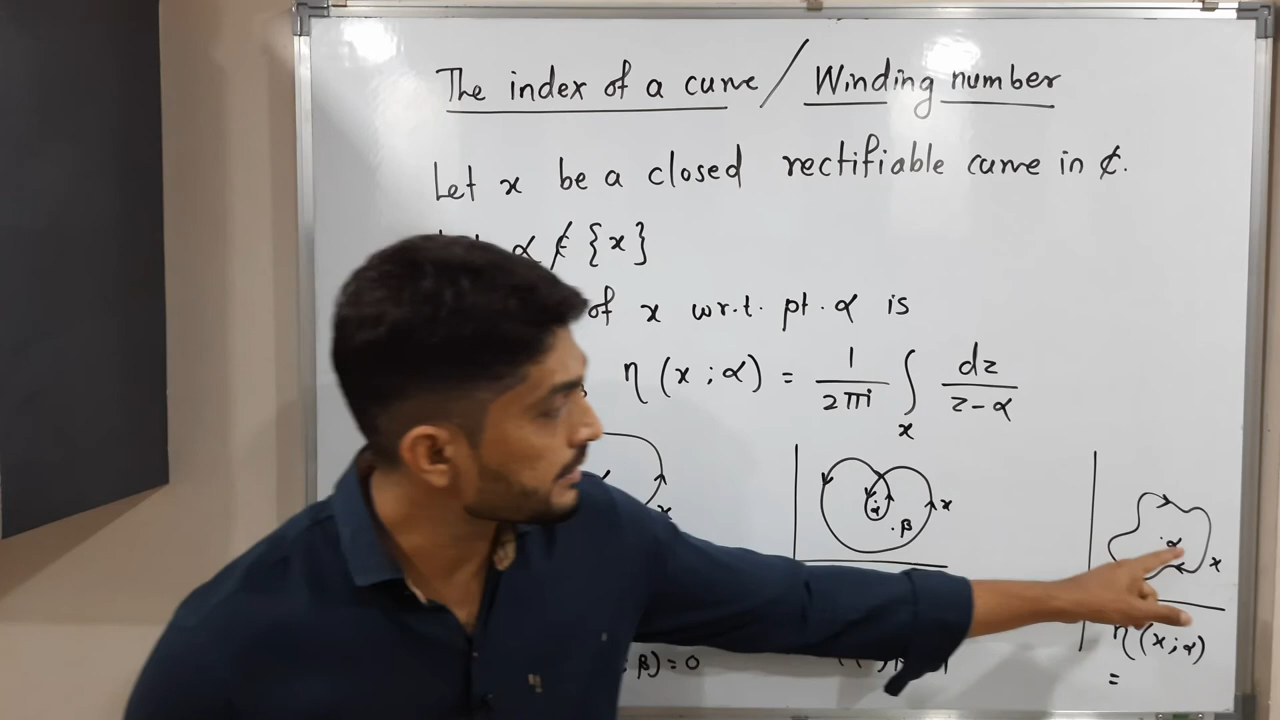 The index of a curve / Winding number
Let x be a closed rectifiable curve in ₵.
α ∉ {x}
of x w.r.t. pt. α is
η (x ; α) = 1/2πi ∫x dz/z-α
x
α
. β
x
. α
x
β) = 0
η (x ; α)
=